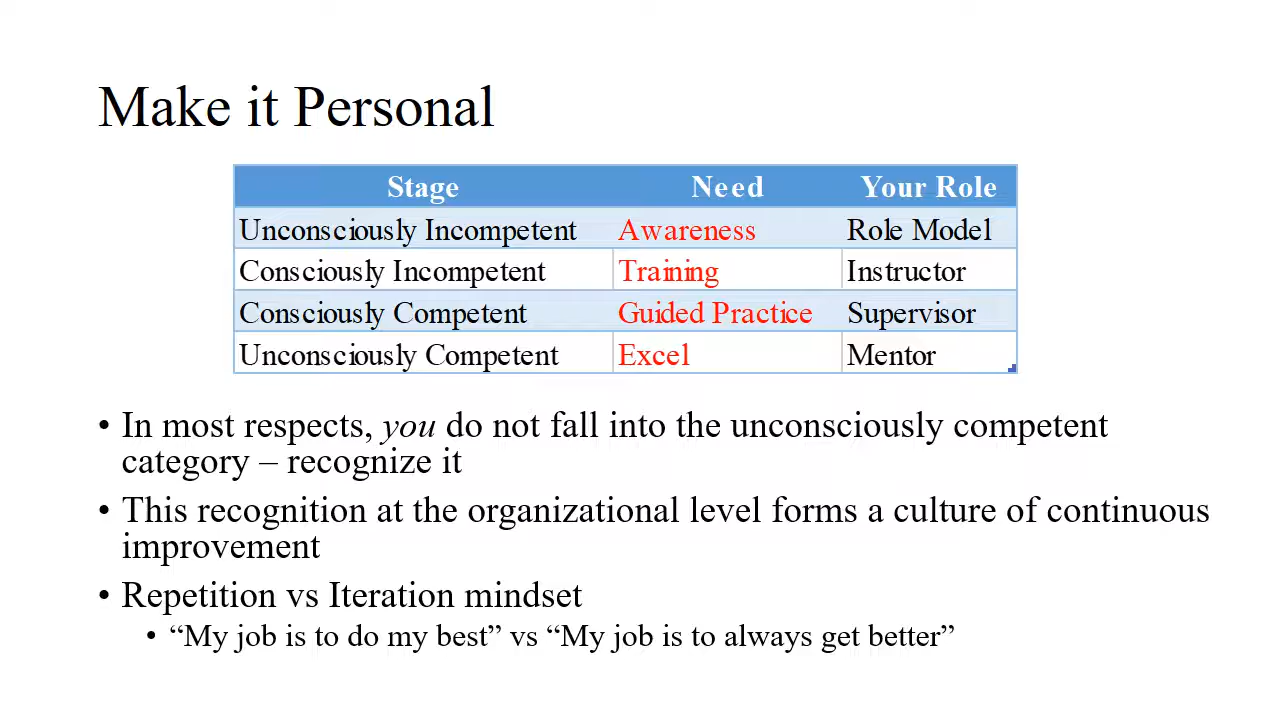 Make it Personal
Stage Need Your Role
Unconsciously Incompetent Awareness Role Model
Consciously Incompetent Training Instructor
Consciously Competent Guided Practice Supervisor
Unconsciously Competent Excel Mentor
• In most respects, you do not fall into the unconsciously competent
category – recognize it
• This recognition at the organizational level forms a culture of continuous
improvement
• Repetition vs Iteration mindset
• “My job is to do my best” vs “My job is to always get better”